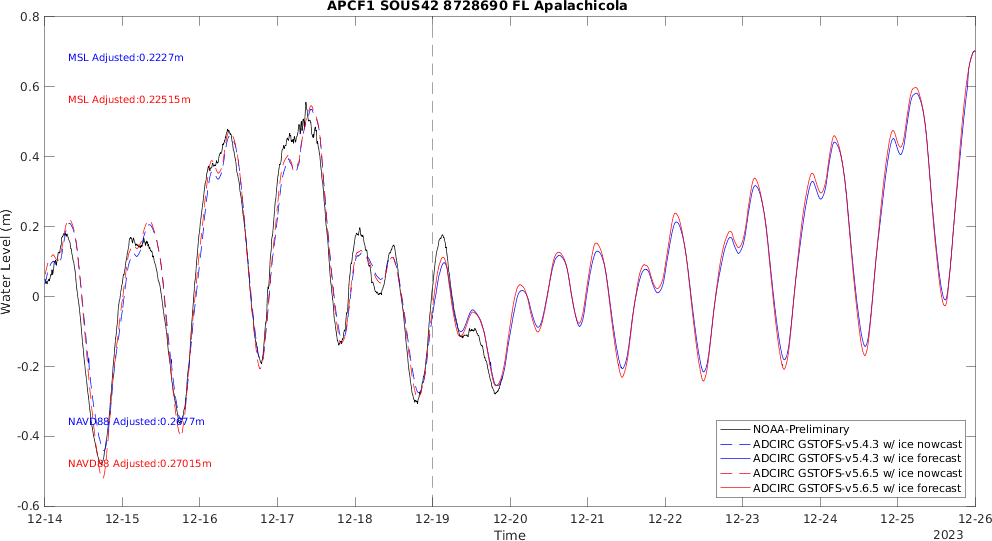 APCF1 SOUS42 8728690 FL Apalachicola
0.8
0.6
0.4
0.2
0
-0.2
-0.4
-0.6
Water Level (m)
MSL Adjusted:0.2227m
MSL Adjusted:0.22515m
NAVD88 Adjusted:0.2677m
NAVD88 Adjusted:0.27015m
NOAA-Preliminary
ADCIRC GSTOFS-v5.4.3 w/ ice nowcast
ADCIRC GSTOFS-v5.4.3 w/ ice forecast
ADCIRC GSTOFS-v5.6.5 w/ ice nowcast
ADCIRC GSTOFS-v5.6.5 w/ ice forecast
12-14 12-15 12-16 12-17 12-18 12-19 12-20 12-21 12-22 12-23 12-24 12-25 12-26
Time
2023